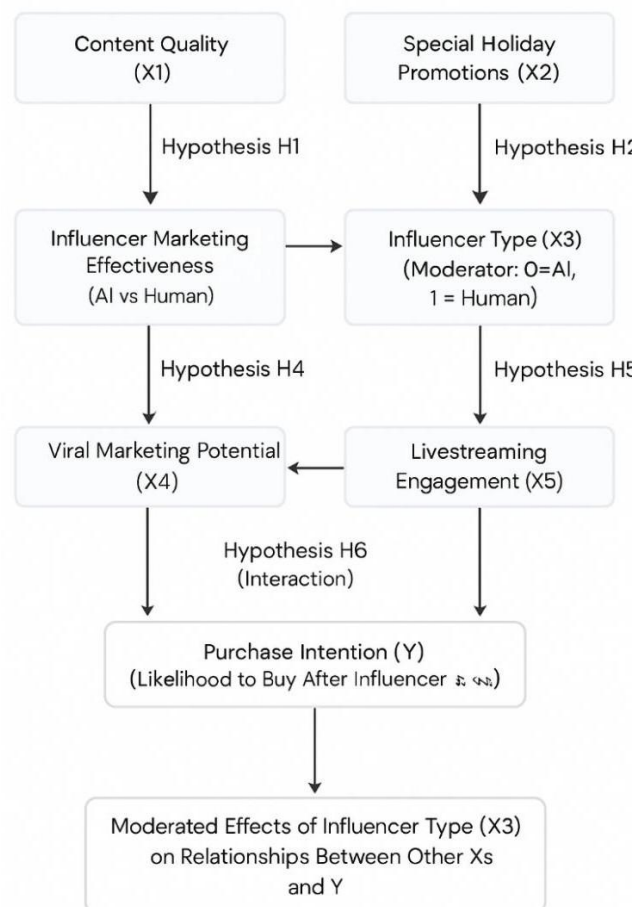 Content Quality
(X1)
Special Holiday
Promotions (X2)
Hypothesis H1
Hypothesis H2
Influencer Marketing
Effectiveness
(AI vs Human)
Influencer Type (X3)
(Moderator: 0=AI,
1 = Human)
Hypothesis H4
Hypothesis H5
Viral Marketing Potential
(X4)
Livestreaming
Engagement (X5)
Hypothesis H6
(Interaction)
Purchase Intention (Y)
(Likelihood to Buy After Influencer
Moderated Effects of Influencer Type (X3)
on Relationships Between Other Xs
and Y